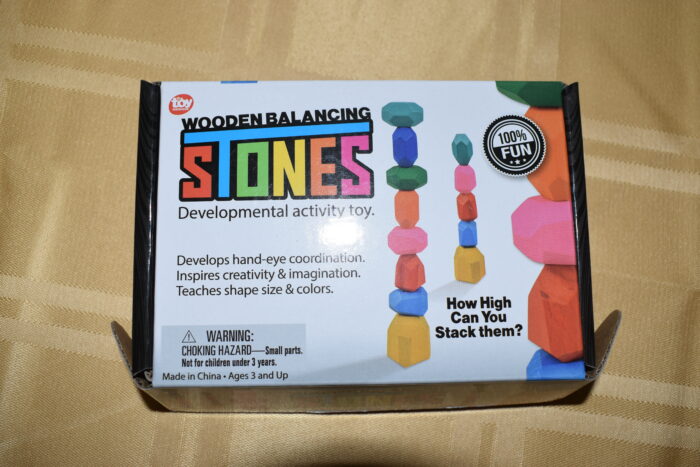 toy
WOODEN BALANCING
STONES
Developmental activity toy.
100%
FUN
Develops hand-eye coordination.
Inspires creativity & imagination.
Teaches shape size & colors.
How High
Can You
Stack them?
⚠ WARNING:
CHOKING HAZARD—Small parts.
Not for children under 3 years.
Made in China • Ages 3 and Up